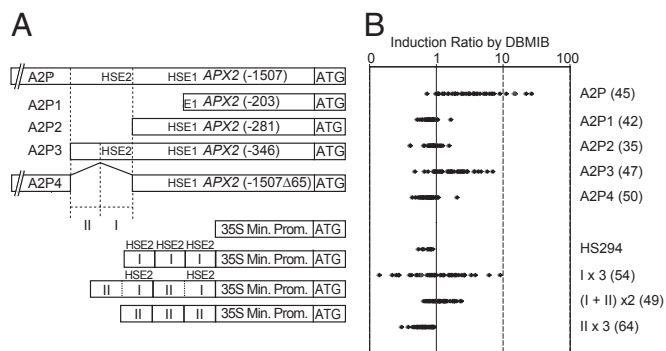 A
A2P HSE2 HSE1 APX2 (-1507) ATG
A2P1 E1 APX2 (-203) ATG
A2P2 HSE1 APX2 (-281) ATG
A2P3 HSE2 HSE1 APX2 (-346) ATG
A2P4 HSE1 APX2 (-1507Δ65) ATG
II I
35S Min. Prom. ATG
HSE2 HSE2 HSE2
I I I 35S Min. Prom. ATG
HSE2 HSE2
II I II I 35S Min. Prom. ATG
II II II 35S Min. Prom. ATG
B
Induction Ratio by DBMIB
0 1 10 100
A2P (45)
A2P1 (42)
A2P2 (35)
A2P3 (47)
A2P4 (50)
HS294
I x 3 (54)
(I + II) x2 (49)
II x 3 (64)
0 1 10 100